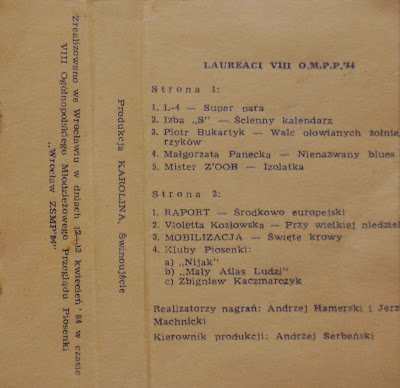 Zrealizowano we Wrocławiu w dniach 12—13 kwiecień '84 w czasie
VIII Ogólnopolskiego Młodzieżowego Przeglądu Piosenki
„Wrocław ZSMP'84"
Produkcja KAROLINA, Świnoujście
LAUREACI VIII O.M.P.P.'84
Strona 1:
1. L-4 — Super para
2. Izba „S" — Ścienny kalendarz
3. Piotr Bukartyk — Walc ołowianych żołnie
rzyków
4. Małgorzata Panecka — Nienazwany blues
5. Mister Z'OOB — Izolatka
Strona 2:
1. RAPORT — Środkowo europejski
2. Violetta Kozłowska — Przy wielkiej niedziel
3. MOBILIZACJA — Święte krowy
4. Kluby Piosenki:
a) „Nijak"
b) „Mały Atlas Ludzi"
c) Zbigniew Kaczmarczyk
Realizatorzy nagrań: Andrzej Hamerski i Jerz
Machnicki
Kierownik produkcji: Andrzej Serbeński